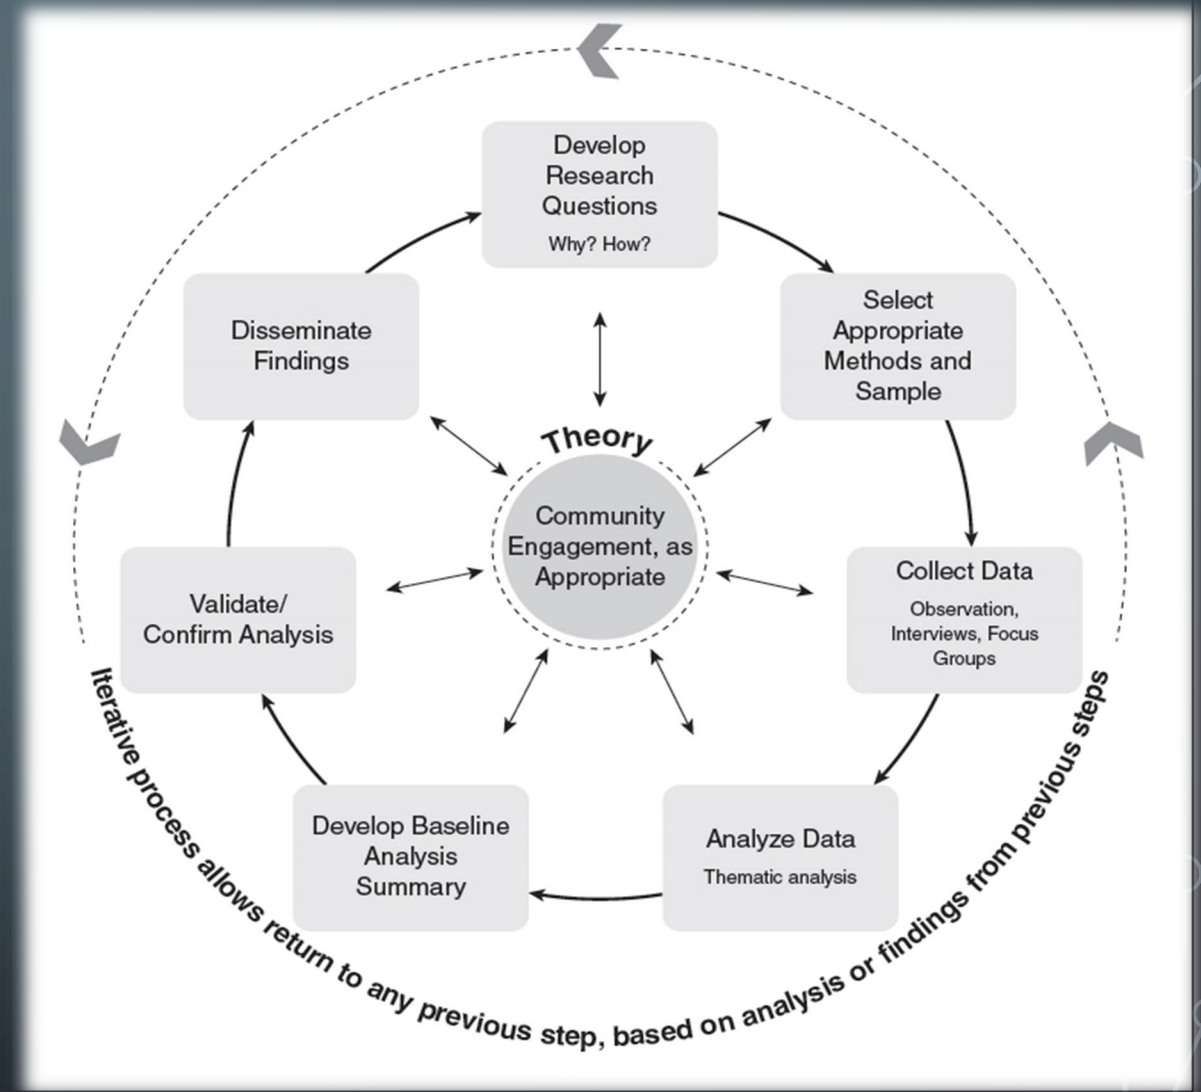 Develop
Research
Questions
Why? How?
Select
Appropriate
Methods and
Sample
Collect Data
Observation,
Interviews, Focus
Groups
Analyze Data
Thematic analysis
Develop Baseline
Analysis
Summary
Validate/
Confirm Analysis
Disseminate
Findings
Theory
Community
Engagement, as
Appropriate
Iterative process allows return to any previous step, based on analysis or findings from previous steps